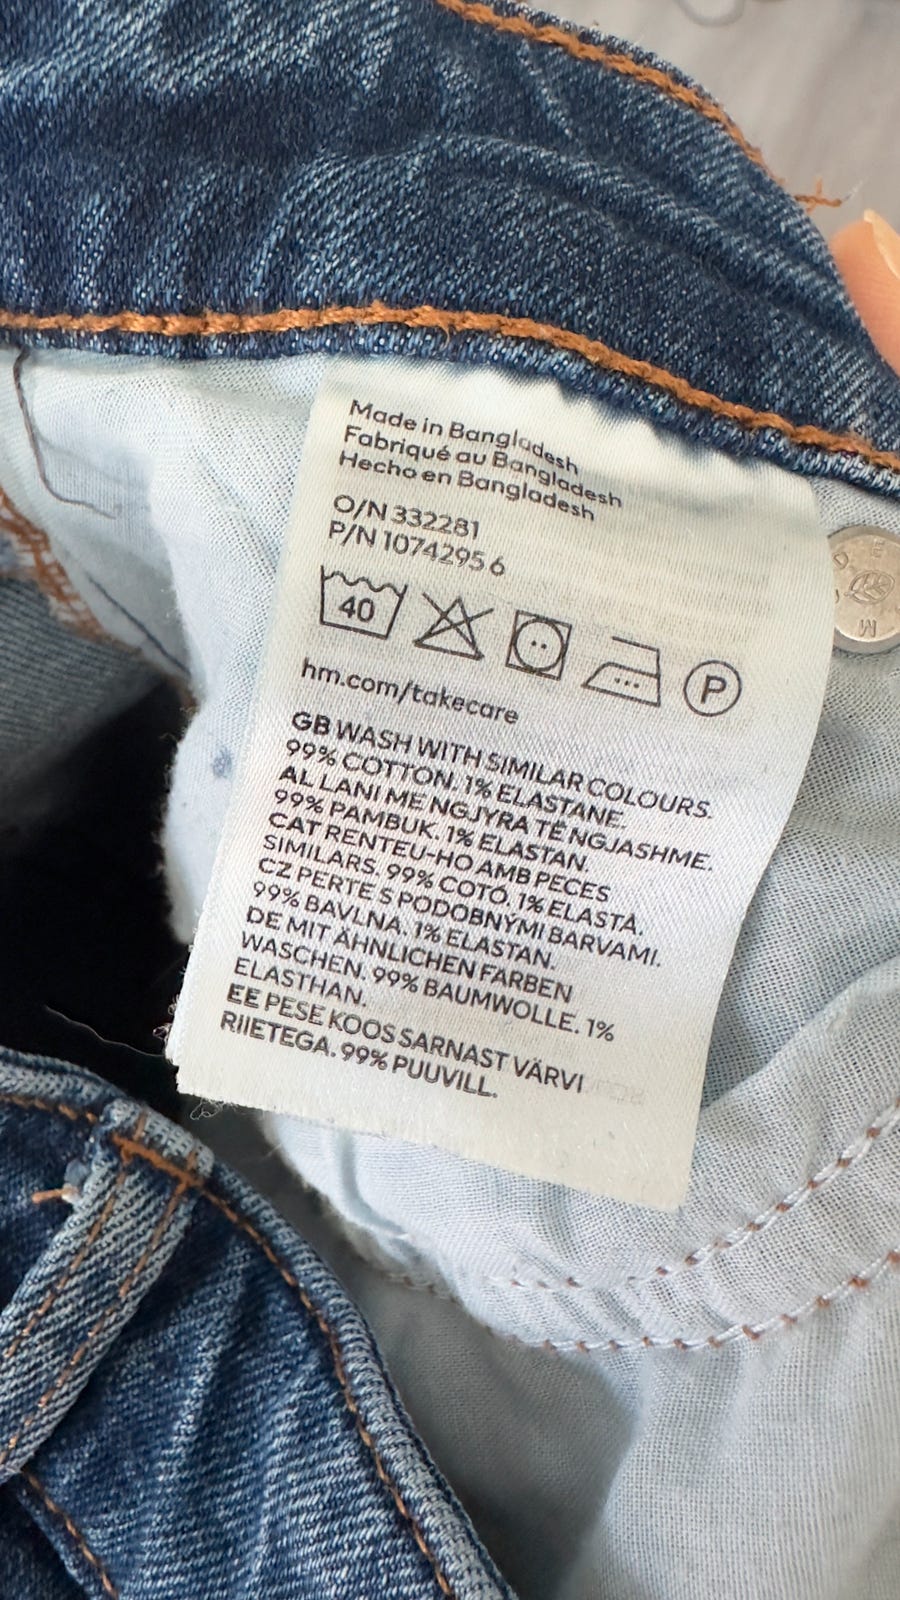 Made in Bangladesh
Fabriqué au Bangladesh
Hecho en Bangladesh
O/N 332281
P/N 10742956
40
P
hm.com/takecare
GB WASH WITH SIMILAR COLOURS.
99% COTTON. 1% ELASTANE.
AL LANI ME NGJYRA TË NGJASHME.
99% PAMBUK. 1% ELASTAN.
CAT RENTEU-HO AMB PECES
SIMILARS. 99% COTÓ. 1% ELASTÀ.
CZ PERTE S PODOBNÝMI BARVAMI.
99% BAVLNA. 1% ELASTAN.
DE MIT ÄHNLICHEN FARBEN
WASCHEN. 99% BAUMWOLLE. 1%
ELASTHAN.
EE PESE KOOS SARNAST VÄRVI
RIIETEGA. 99% PUUVILL.